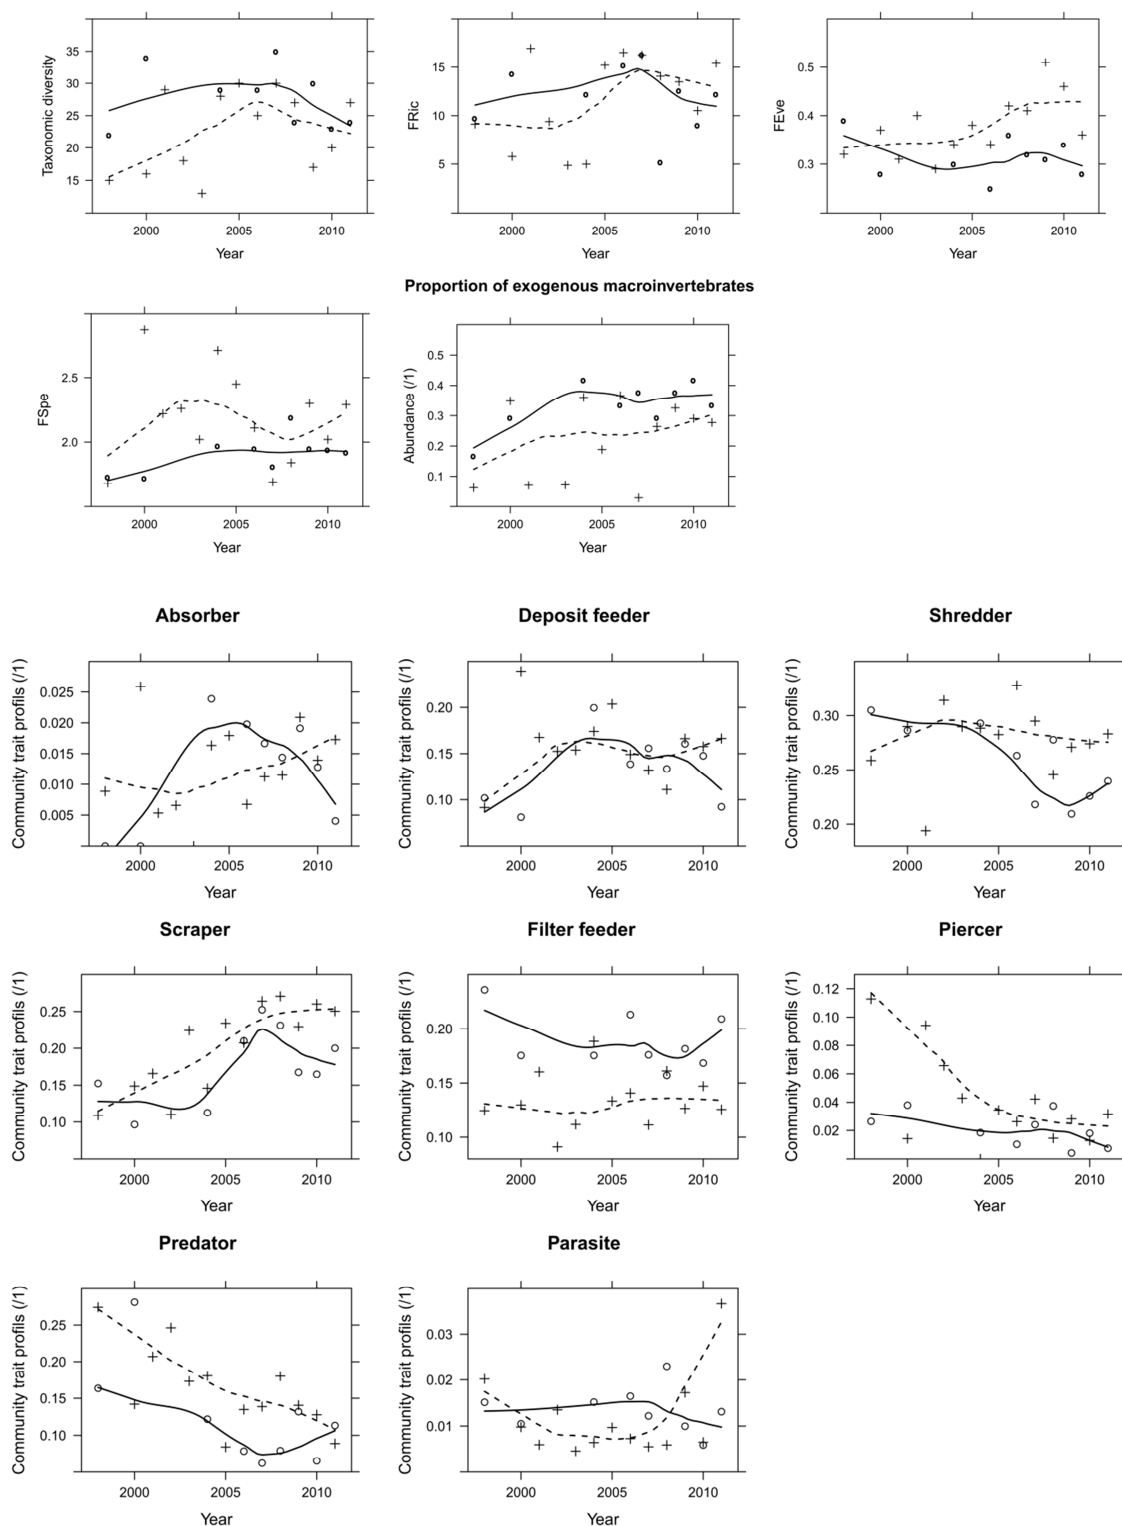 Taxonomic diversity
35
30
25
20
15
2000 2005 2010
Year
FRic
15
10
5
2000 2005 2010
Year
FEve
0.5
0.4
0.3
2000 2005 2010
Year
Proportion of exogenous macroinvertebrates
FSpe
2.5
2.0
2000 2005 2010
Year
Abundance (/1)
0.5
0.4
0.3
0.2
0.1
2000 2005 2010
Year
Absorber
Community trait profils (/1)
0.025
0.020
0.015
0.010
0.005
2000 2005 2010
Year
Deposit feeder
Community trait profils (/1)
0.20
0.15
0.10
2000 2005 2010
Year
Shredder
Community trait profils (/1)
0.30
0.25
0.20
2000 2005 2010
Year
Scraper
Community trait profils (/1)
0.25
0.20
0.15
0.10
2000 2005 2010
Year
Filter feeder
Community trait profils (/1)
0.20
0.15
0.10
2000 2005 2010
Year
Piercer
Community trait profils (/1)
0.12
0.10
0.08
0.06
0.04
0.02
2000 2005 2010
Year
Predator
Community trait profils (/1)
0.25
0.20
0.15
0.10
2000 2005 2010
Year
Parasite
Community trait profils (/1)
0.03
0.02
0.01
2000 2005 2010
Year